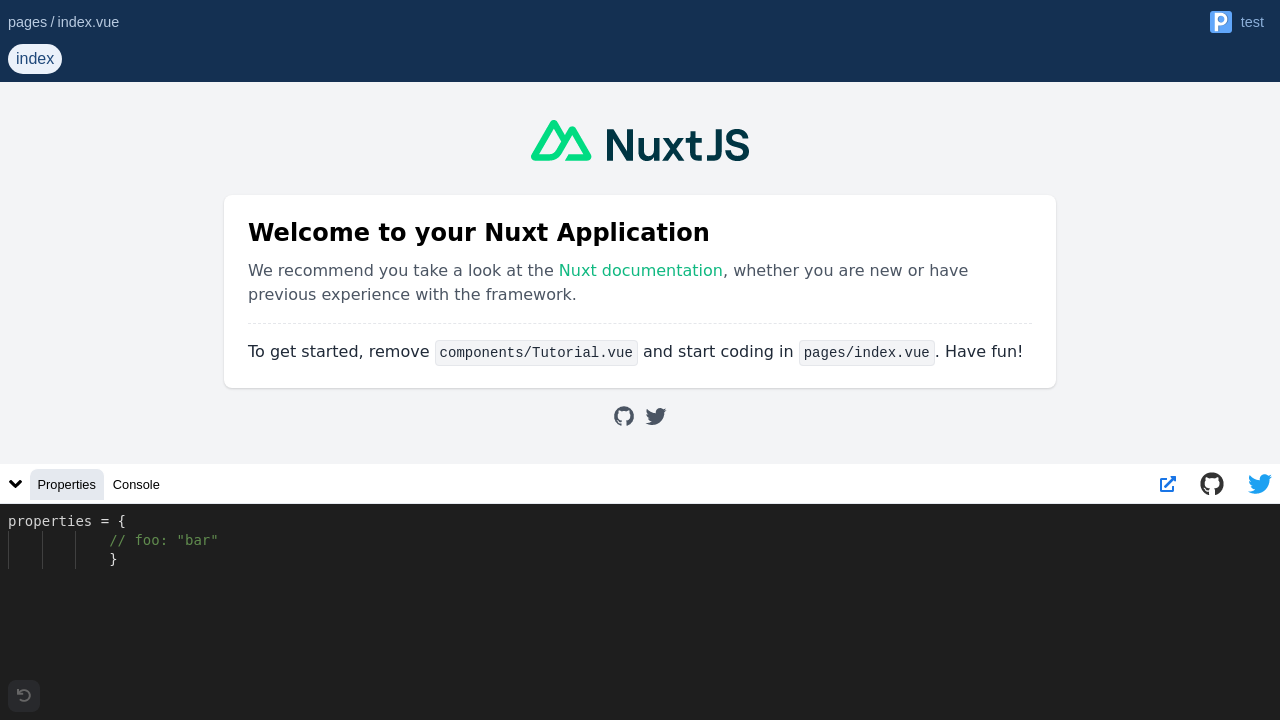 pages / index.vue
test
index
NuxtJS
Welcome to your Nuxt Application
We recommend you take a look at the Nuxt documentation, whether you are new or have
previous experience with the framework.
To get started, remove components/Tutorial.vue and start coding in pages/index.vue. Have fun!
Properties Console
properties = {
// foo: "bar"
}